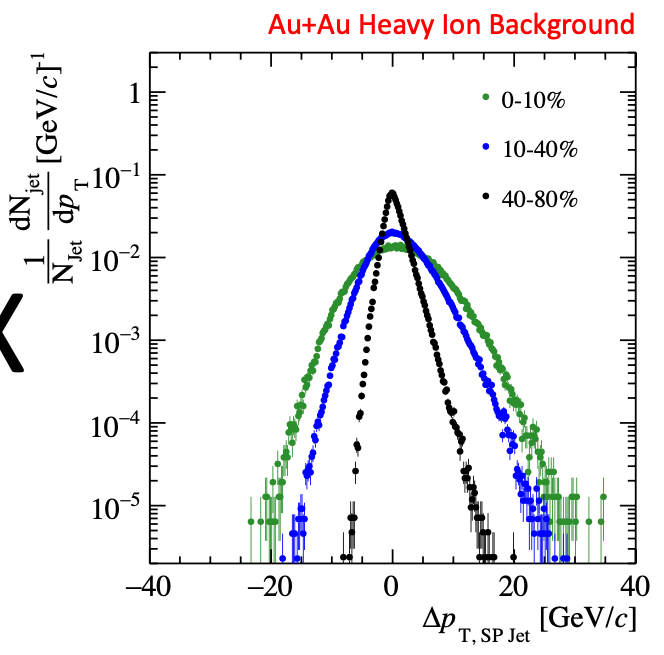 Au+Au Heavy Ion Background
1/N_Jet dN_jet/dp_T [GeV/c]^-1
1
10^−1
10^−2
10^−3
10^−4
10^−5
0-10%
10-40%
40-80%
−40 −20 0 20 40
Δp_T, SP Jet [GeV/c]